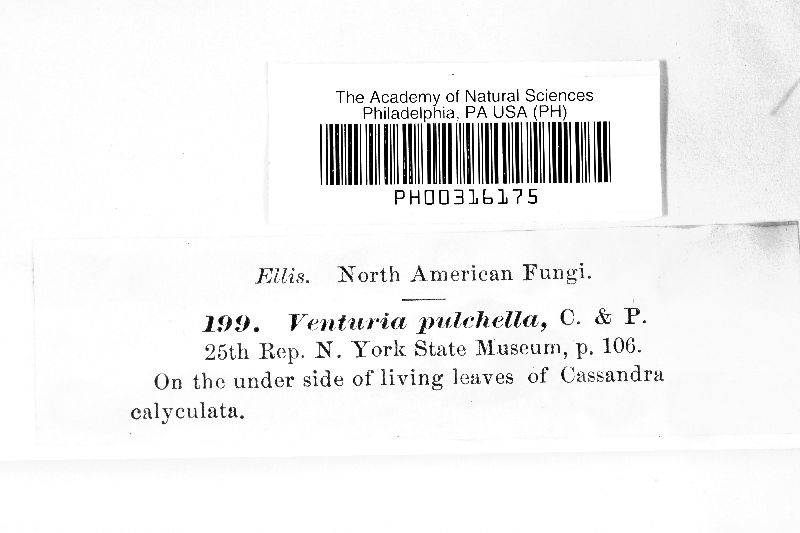 The Academy of Natural Sciences
Philadelphia, PA USA (PH)
PH00316175
Ellis. North American Fungi.
199. Venturia pulchella, C. & P.
25th Rep. N. York State Museum, p. 106.
On the under side of living leaves of Cassandra
calyculata.